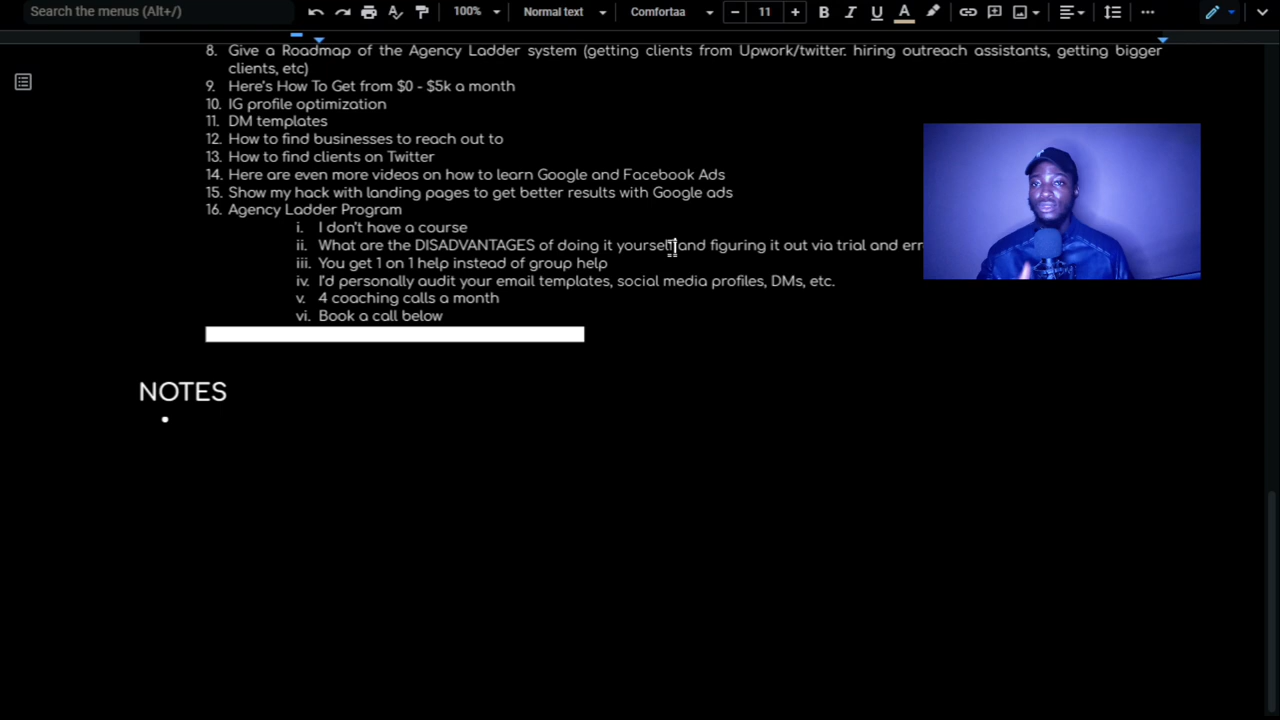 Search the menus (Alt+/)
100%
Normal text
Comfortaa
11
B I U A
8. Give a Roadmap of the Agency Ladder system (getting clients from Upwork/twitter. hiring outreach assistants, getting bigger
clients, etc)
9. Here's How To Get from $0 - $5k a month
10. IG profile optimization
11. DM templates
12. How to find businesses to reach out to
13. How to find clients on Twitter
14. Here are even more videos on how to learn Google and Facebook Ads
15. Show my hack with landing pages to get better results with Google ads
16. Agency Ladder Program
i. I don't have a course
ii. What are the DISADVANTAGES of doing it yourself and figuring it out via trial and err
iii. You get 1 on 1 help instead of group help
iv. I'd personally audit your email templates, social media profiles, DMs, etc.
v. 4 coaching calls a month
vi. Book a call below
NOTES
•